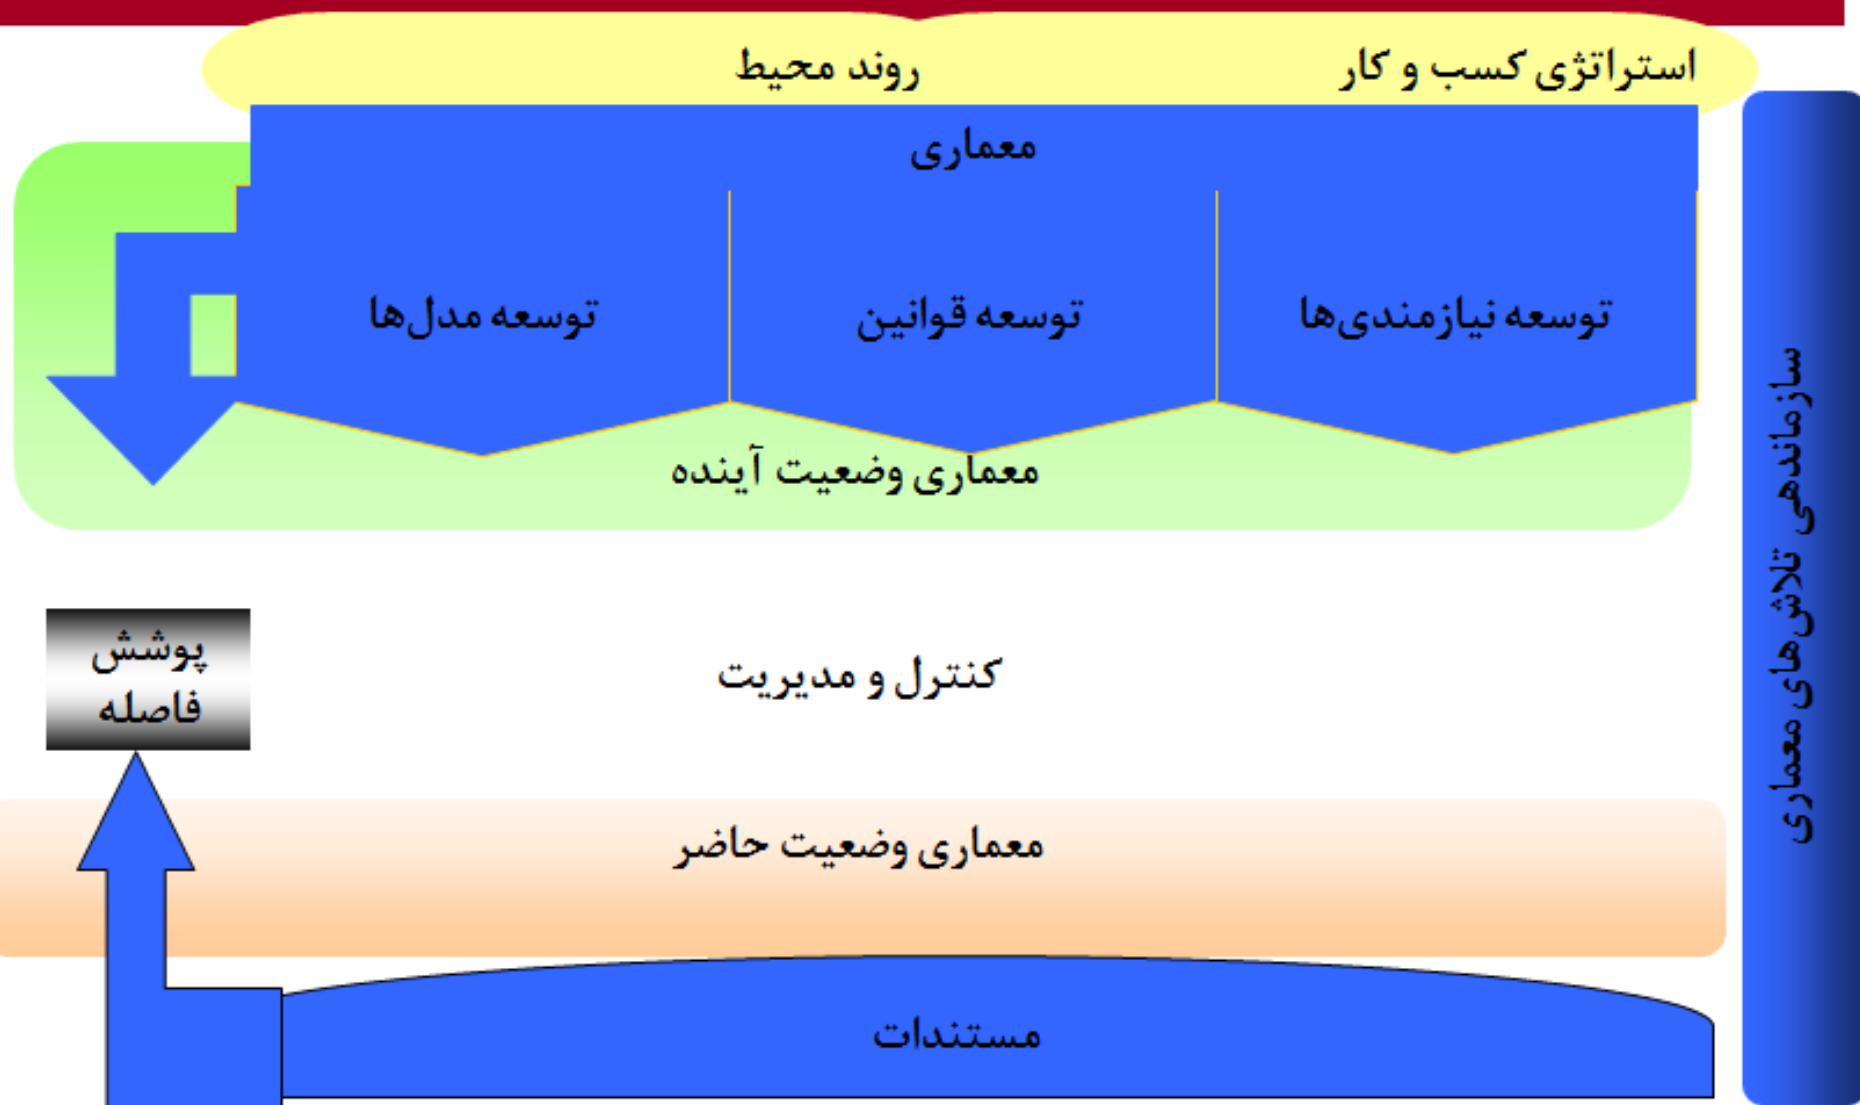 استراتژی کسب و کار
روند محیط
معماری
توسعه نیازمندی‌ها
توسعه قوانین
توسعه مدل‌ها
معماری وضعیت آینده
پوشش
فاصله
کنترل و مدیریت
معماری وضعیت حاضر
مستندات
سازماندهی تلاش‌های معماری